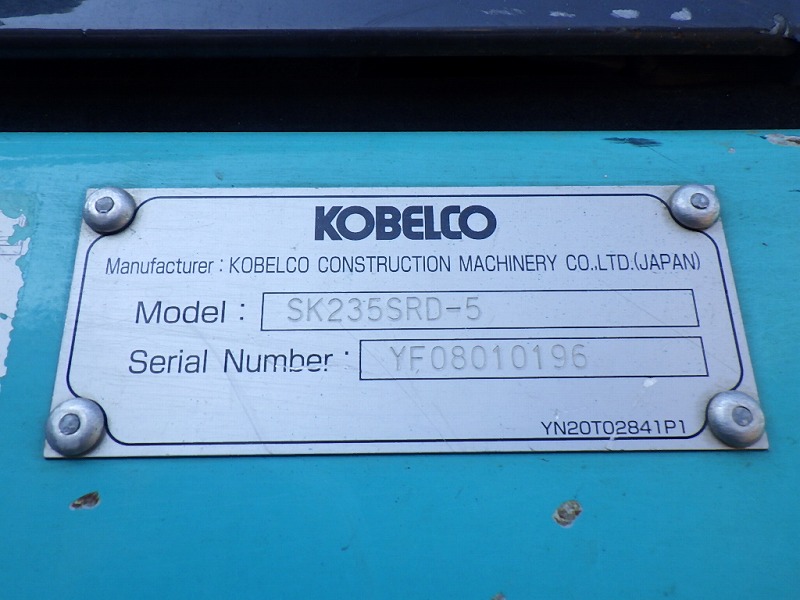 KOBELCO
Manufacturer : KOBELCO CONSTRUCTION MACHINERY CO.,LTD.(JAPAN)
Model : SK235SRD-5
Serial Number : YF08010196
YN20T02841P1